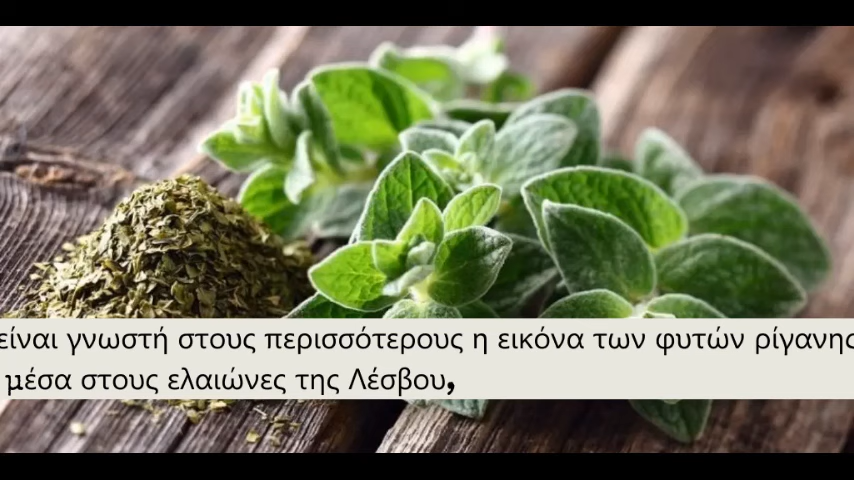 είναι γνωστή στους περισσότερους η εικόνα των φυτών ρίγανης
μέσα στους ελαιώνες της Λέσβου,